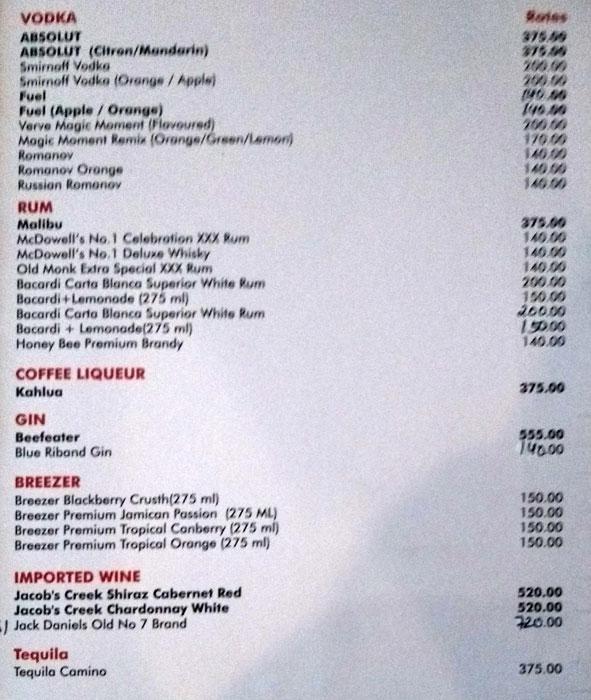 VODKA Rates
ABSOLUT 375.00
ABSOLUT (Citron/Mandarin) 375.00
Smirnoff Vodka 200.00
Smirnoff Vodka (Orange / Apple) 200.00
Fuel 140.00
Fuel (Apple / Orange) 140.00
Verve Magic Moment (Flavoured) 200.00
Magic Moment Remix (Orange/Green/Lemon) 170.00
Romanov 140.00
Romanov Orange 140.00
Russian Romanov 140.00
RUM
Malibu 375.00
McDowell's No.1 Celebration XXX Rum 140.00
McDowell's No.1 Deluxe Whisky 140.00
Old Monk Extra Special XXX Rum 140.00
Bacardi Carta Blanca Superior White Rum 200.00
Bacardi+Lemonade (275 ml) 150.00
Bacardi Carta Blanca Superior White Rum 200.00
Bacardi + Lemonade(275 ml) 150.00
Honey Bee Premium Brandy 140.00
COFFEE LIQUEUR
Kahlua 375.00
GIN
Beefeater 555.00
Blue Riband Gin 140.00
BREEZER
Breezer Blackberry Crusth(275 ml) 150.00
Breezer Premium Jamican Passion (275 ML) 150.00
Breezer Premium Tropical Canberry (275 ml) 150.00
Breezer Premium Tropical Orange (275 ml) 150.00
IMPORTED WINE
Jacob's Creek Shiraz Cabernet Red 520.00
Jacob's Creek Chardonnay White 520.00
Jack Daniels Old No 7 Brand 720.00
Tequila
Tequila Camino 375.00